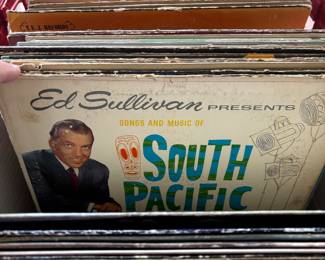 Ed Sullivan PRESENTS
SONGS AND MUSIC OF
SOUTH
PACIFIC